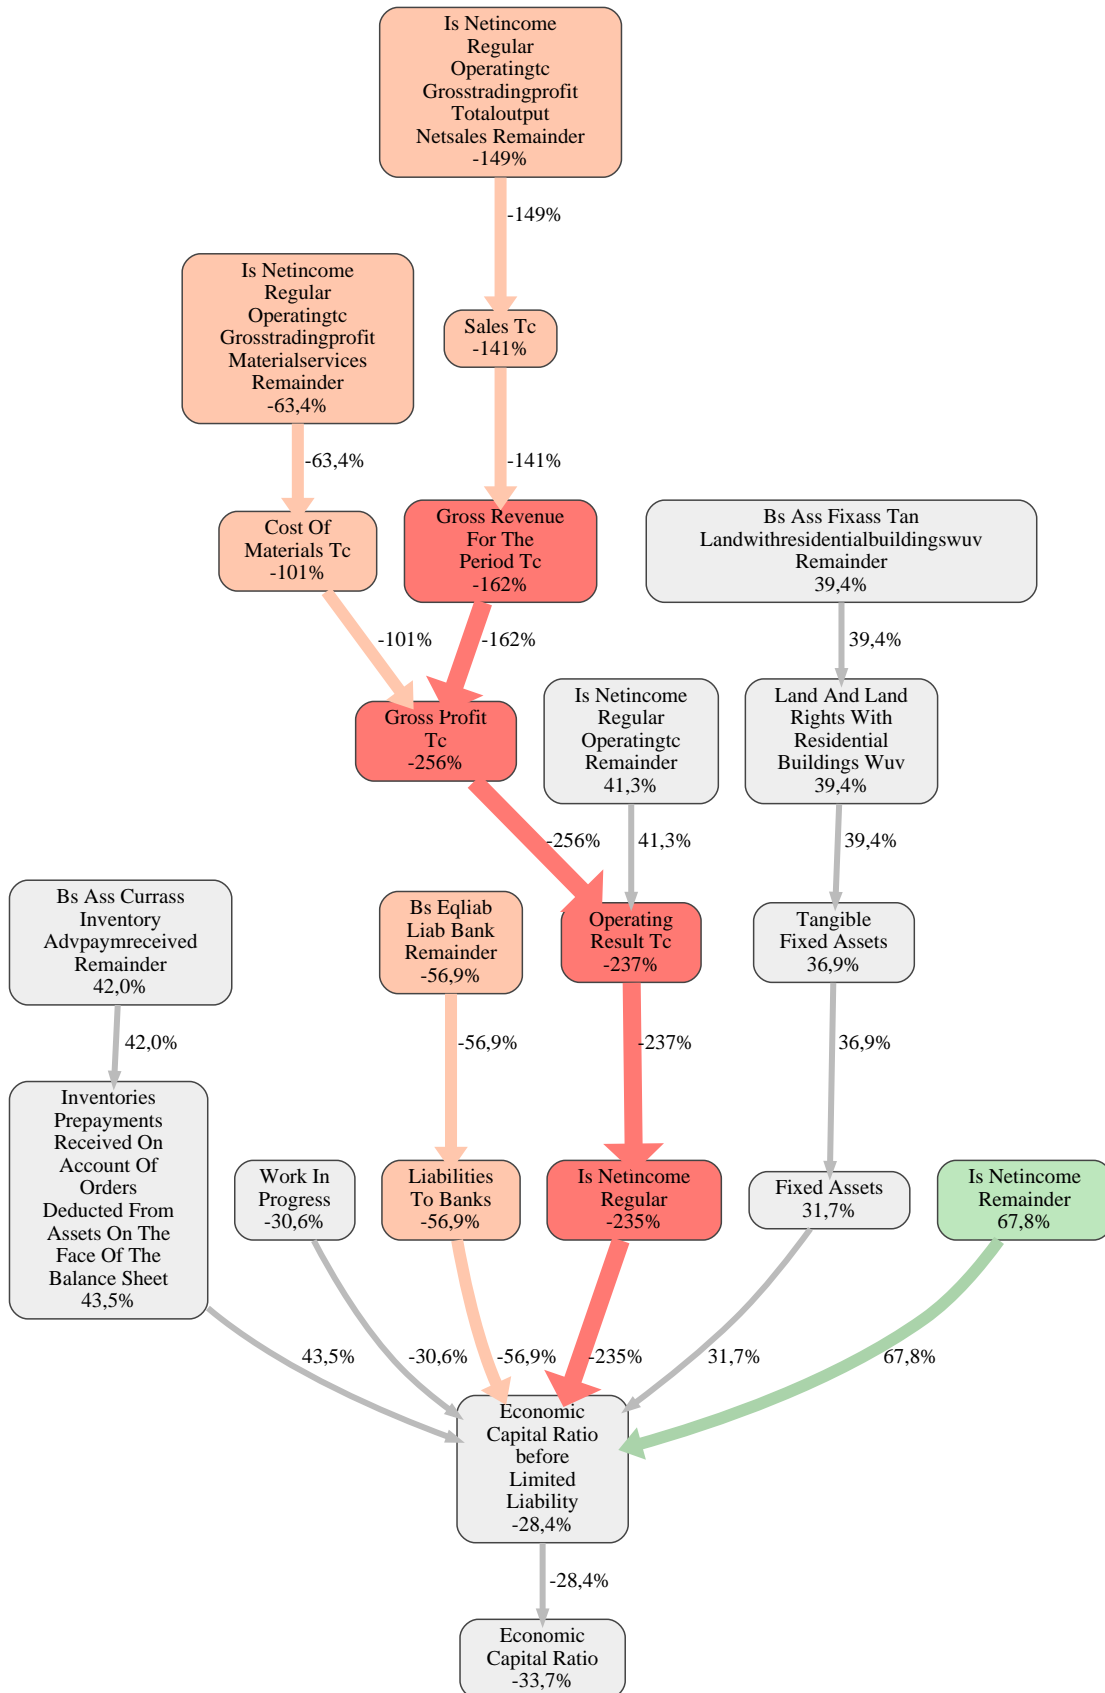 Is Netincome
Regular
Operatingtc
Grosstradingprofit
Totaloutput
Netsales Remainder
-149%
-149%
Is Netincome
Regular
Operatingtc
Grosstradingprofit
Materialservices
Remainder
-63,4%
Sales Tc
-141%
-63,4%
-141%
Cost Of
Materials Tc
-101%
Gross Revenue
For The
Period Tc
-162%
Bs Ass Fixass Tan
Landwithresidentialbuildingswuv
Remainder
39,4%
-101%
-162%
39,4%
Gross Profit
Tc
-256%
Is Netincome
Regular
Operatingtc
Remainder
41,3%
Land And Land
Rights With
Residential
Buildings Wuv
39,4%
-256%
41,3%
39,4%
Bs Ass Currass
Inventory
Advpaymreceived
Remainder
42,0%
Bs Eqliab
Liab Bank
Remainder
-56,9%
Operating
Result Tc
-237%
Tangible
Fixed Assets
36,9%
42,0%
-56,9%
-237%
36,9%
Inventories
Prepayments
Received On
Account Of
Orders
Deducted From
Assets On The
Face Of The
Balance Sheet
43,5%
Work In
Progress
-30,6%
Liabilities
To Banks
-56,9%
Is Netincome
Regular
-235%
Fixed Assets
31,7%
Is Netincome
Remainder
67,8%
43,5%
-30,6%
-56,9%
-235%
31,7%
67,8%
Economic
Capital Ratio
before
Limited
Liability
-28,4%
-28,4%
Economic
Capital Ratio
-33,7%